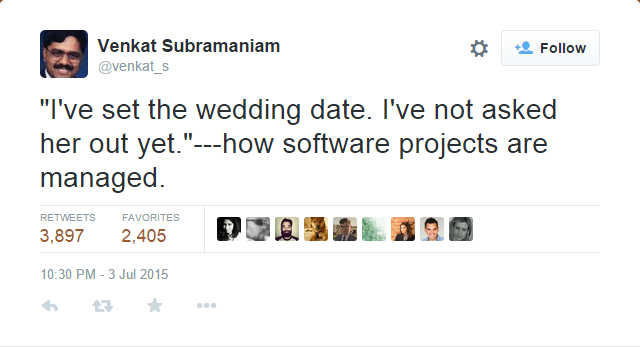 Venkat Subramaniam
@venkat_s
Follow
"I've set the wedding date. I've not asked
her out yet."---how software projects are
managed.
RETWEETS FAVORITES
3,897 2,405
10:30 PM - 3 Jul 2015